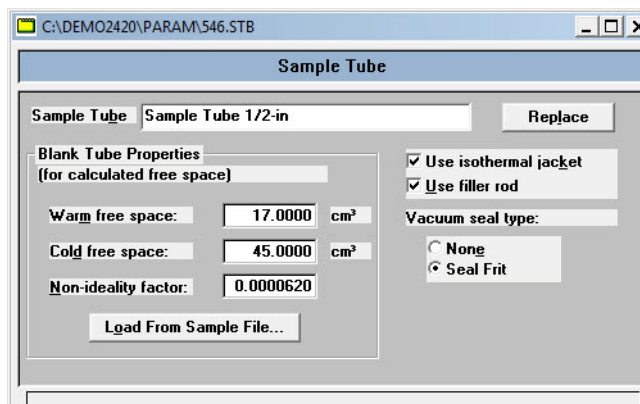 C:\DEMO2420\PARAM\546.STB
Sample Tube
Sample Tube Sample Tube 1/2-in Replace
Blank Tube Properties
(for calculated free space)
Warm free space: 17.0000 cm³
Cold free space: 45.0000 cm³
Non-ideality factor: 0.0000620
Load From Sample File...
Use isothermal jacket
Use filler rod
Vacuum seal type:
None
Seal Frit